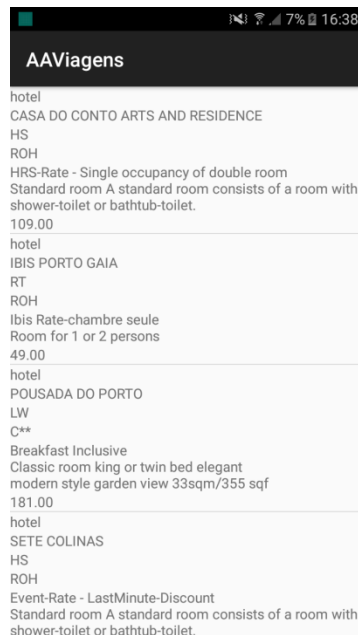 7% 16:38
AAViagens
hotel
CASA DO CONTO ARTS AND RESIDENCE
HS
ROH
HRS-Rate - Single occupancy of double room
Standard room A standard room consists of a room with
shower-toilet or bathtub-toilet.
109.00
hotel
IBIS PORTO GAIA
RT
ROH
Ibis Rate-chambre seule
Room for 1 or 2 persons
49.00
hotel
POUSADA DO PORTO
LW
C**
Breakfast Inclusive
Classic room king or twin bed elegant
modern style garden view 33sqm/355 sqf
181.00
hotel
SETE COLINAS
HS
ROH
Event-Rate - LastMinute-Discount
Standard room A standard room consists of a room with
shower-toilet or bathtub-toilet.